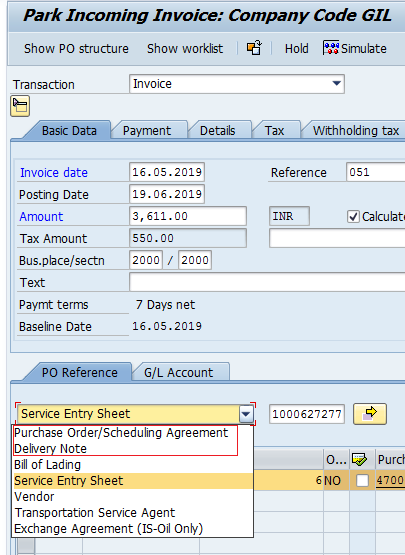 Park Incoming Invoice: Company Code GIL
Show PO structure Show worklist Hold Simulate
Transaction Invoice
Basic Data Payment Details Tax Withholding tax
Invoice date 16.05.2019 Reference 051
Posting Date 19.06.2019
Amount 3,611.00 INR Calculate
Tax Amount 550.00
Bus.place/sectn 2000 / 2000
Text
Paymt terms 7 Days net
Baseline Date 16.05.2019
PO Reference G/L Account
Service Entry Sheet 1000627277
Purchase Order/Scheduling Agreement
Delivery Note
Bill of Lading O... Purch
Service Entry Sheet 6 NO 4700
Vendor
Transportation Service Agent
Exchange Agreement (IS-Oil Only)